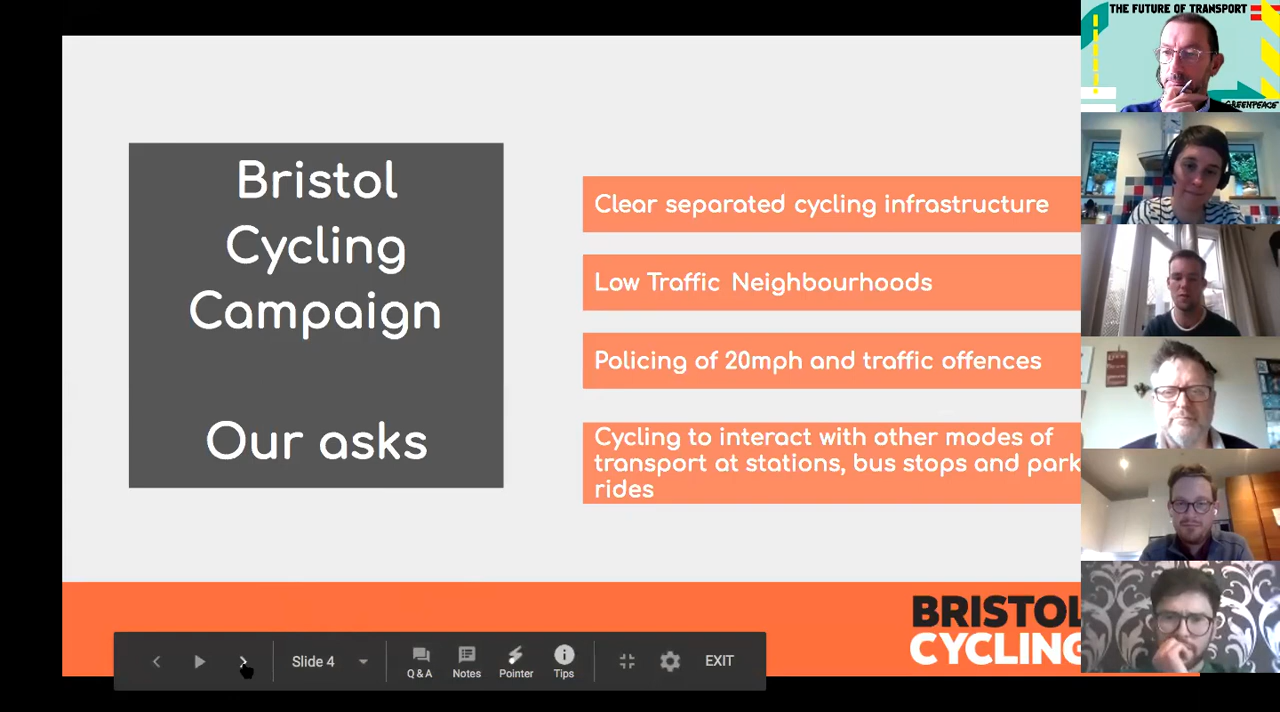 THE FUTURE OF TRANSPORT
GREENPEACE
Bristol
Cycling
Campaign
Our asks
Clear separated cycling infrastructure
Low Traffic Neighbourhoods
Policing of 20mph and traffic offences
Cycling to interact with other modes of
transport at stations, bus stops and park
rides
BRISTOL
CYCLING
Slide 4
Q & A
Notes
Pointer
Tips
EXIT